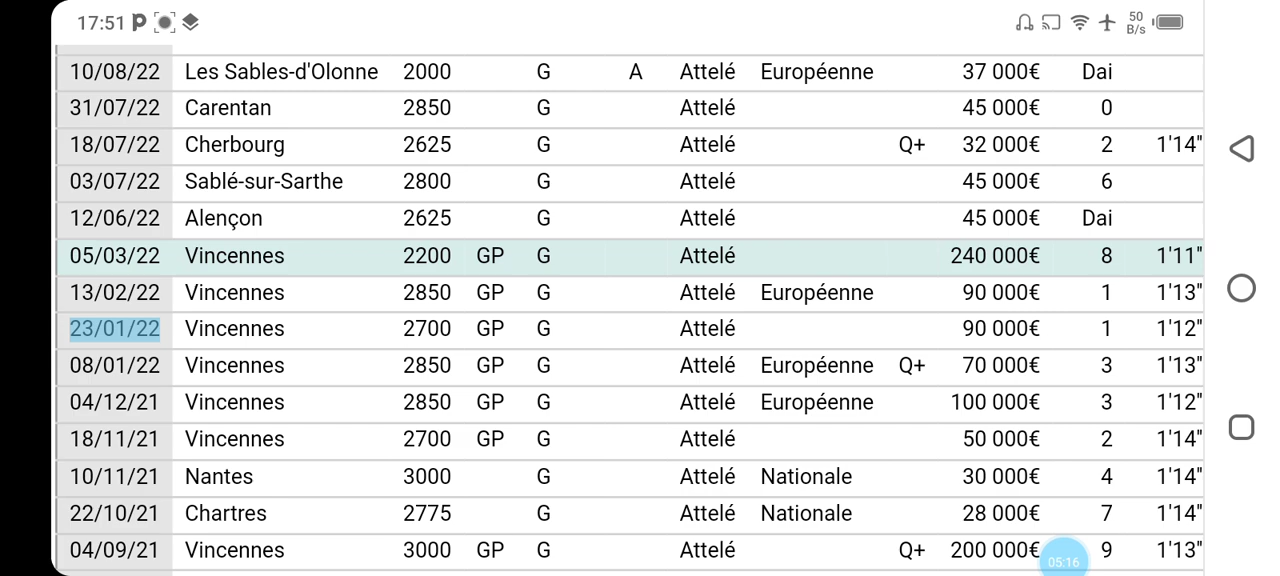 17:51 P 50 B/s
10/08/22 Les Sables-d'Olonne 2000 G A Attelé Européenne 37 000€ Dai
31/07/22 Carentan 2850 G Attelé 45 000€ 0
18/07/22 Cherbourg 2625 G Attelé Q+ 32 000€ 2 1'14"
03/07/22 Sablé-sur-Sarthe 2800 G Attelé 45 000€ 6
12/06/22 Alençon 2625 G Attelé 45 000€ Dai
05/03/22 Vincennes 2200 GP G Attelé 240 000€ 8 1'11"
13/02/22 Vincennes 2850 GP G Attelé Européenne 90 000€ 1 1'13"
23/01/22 Vincennes 2700 GP G Attelé 90 000€ 1 1'12"
08/01/22 Vincennes 2850 GP G Attelé Européenne Q+ 70 000€ 3 1'13"
04/12/21 Vincennes 2850 GP G Attelé Européenne 100 000€ 3 1'12"
18/11/21 Vincennes 2700 GP G Attelé 50 000€ 2 1'14"
10/11/21 Nantes 3000 G Attelé Nationale 30 000€ 4 1'14"
22/10/21 Chartres 2775 G Attelé Nationale 28 000€ 7 1'14"
04/09/21 Vincennes 3000 GP G Attelé Q+ 200 000€ 9 1'13"
05:16